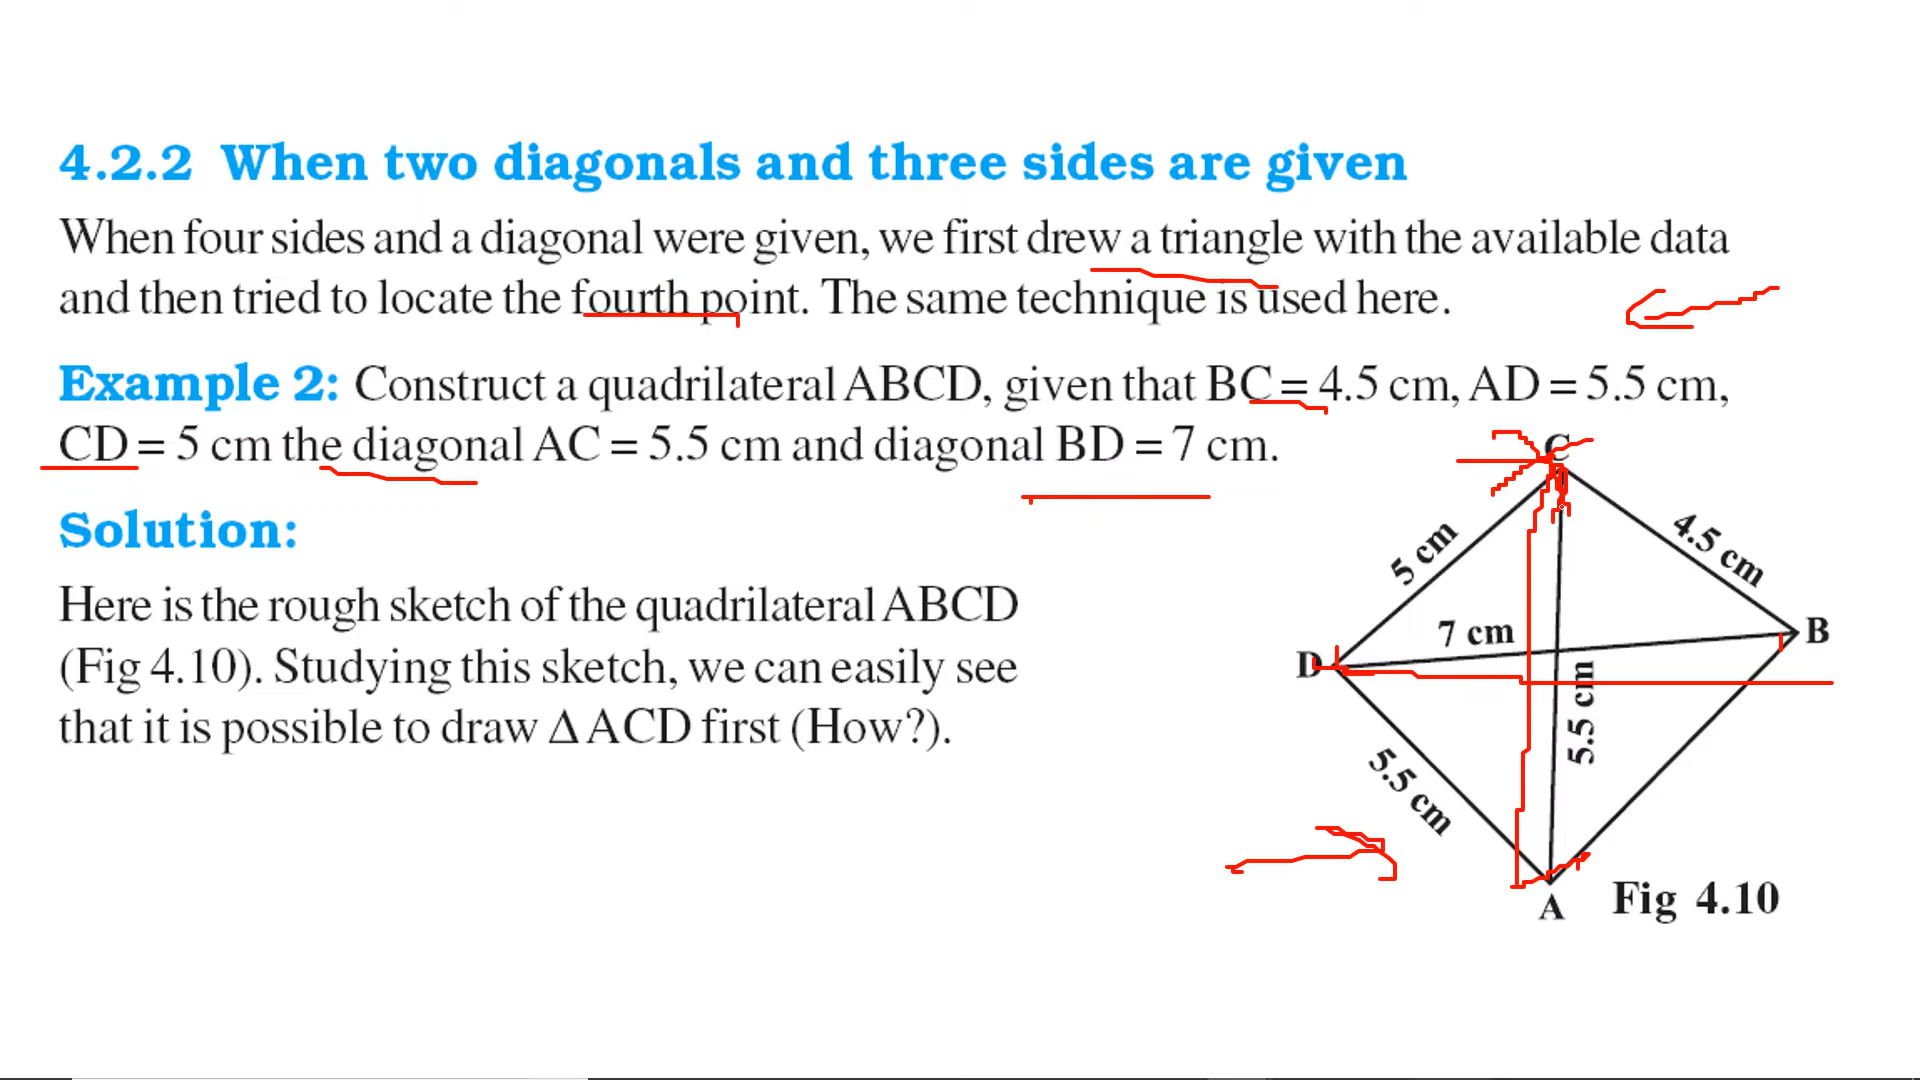 4.2.2 When two diagonals and three sides are given
When four sides and a diagonal were given, we first drew a triangle with the available data
and then tried to locate the fourth point. The same technique is used here.
Example 2: Construct a quadrilateral ABCD, given that BC = 4.5 cm, AD = 5.5 cm,
CD = 5 cm the diagonal AC = 5.5 cm and diagonal BD = 7 cm.
Solution:
Here is the rough sketch of the quadrilateral ABCD
(Fig 4.10). Studying this sketch, we can easily see
that it is possible to draw Δ ACD first (How?).
C
5 cm
4.5 cm
7 cm
B
D
5.5 cm
5.5 cm
A
Fig 4.10